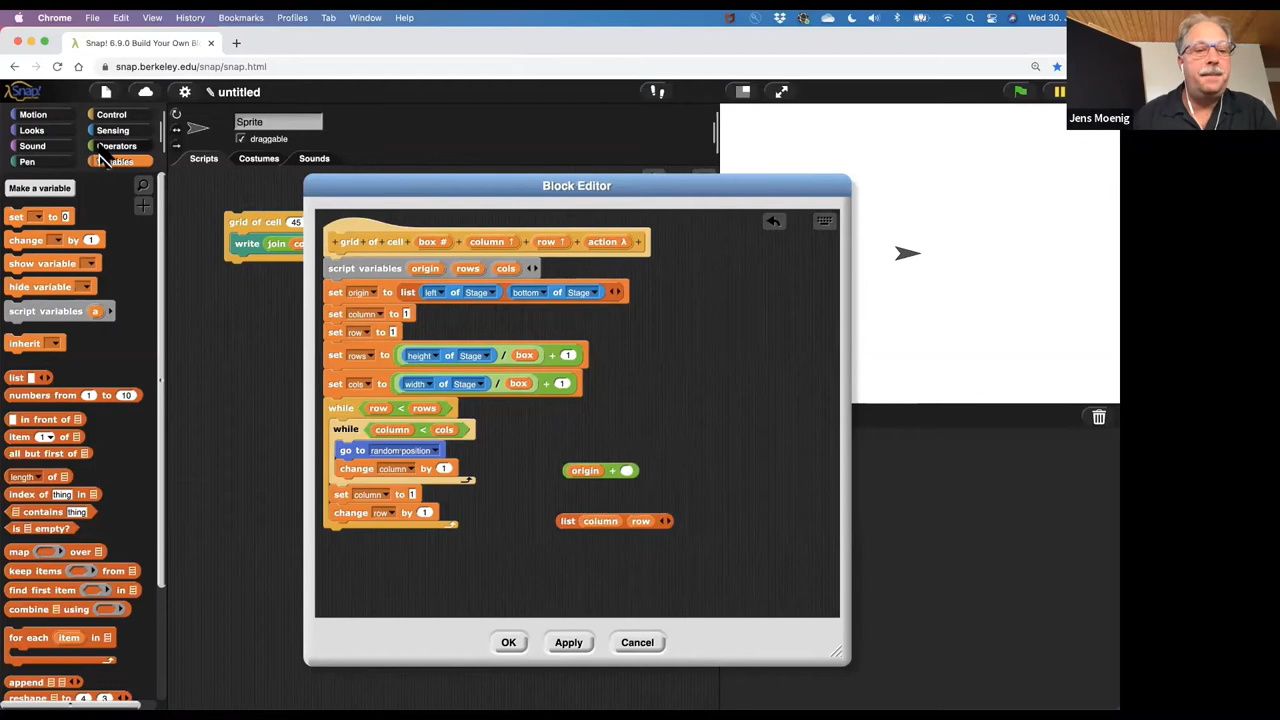 Chrome File Edit View History Bookmarks Profiles Tab Window Help Wed 30.
Snap! 6.9.0 Build Your Own Bl
snap.berkeley.edu/snap/snap.html
Snap! untitled
Jens Moenig
Motion Control
Looks Sensing
Sound Operators
Pen
Sprite
draggable
Scripts Costumes Sounds
Make a variable
set to 0
change by 1
show variable
hide variable
script variables a
inherit
list
numbers from 1 to 10
in front of
item 1 of
all but first of
length of
index of thing in
contains thing
is empty?
map over
keep items from
find first item in
combine using
for each item in
append
reshape to 4 3
grid of cell 45
write join
Block Editor
+ grid + of + cell + box # + column ↑ + row ↑ + action λ +
script variables origin rows cols
set origin to list left of Stage bottom of Stage
set column to 1
set row to 1
set rows to height of Stage / box + 1
set cols to width of Stage / box + 1
while row < rows
while column < cols
go to random position
change column by 1
set column to 1
change row by 1
origin +
list column row
OK Apply Cancel